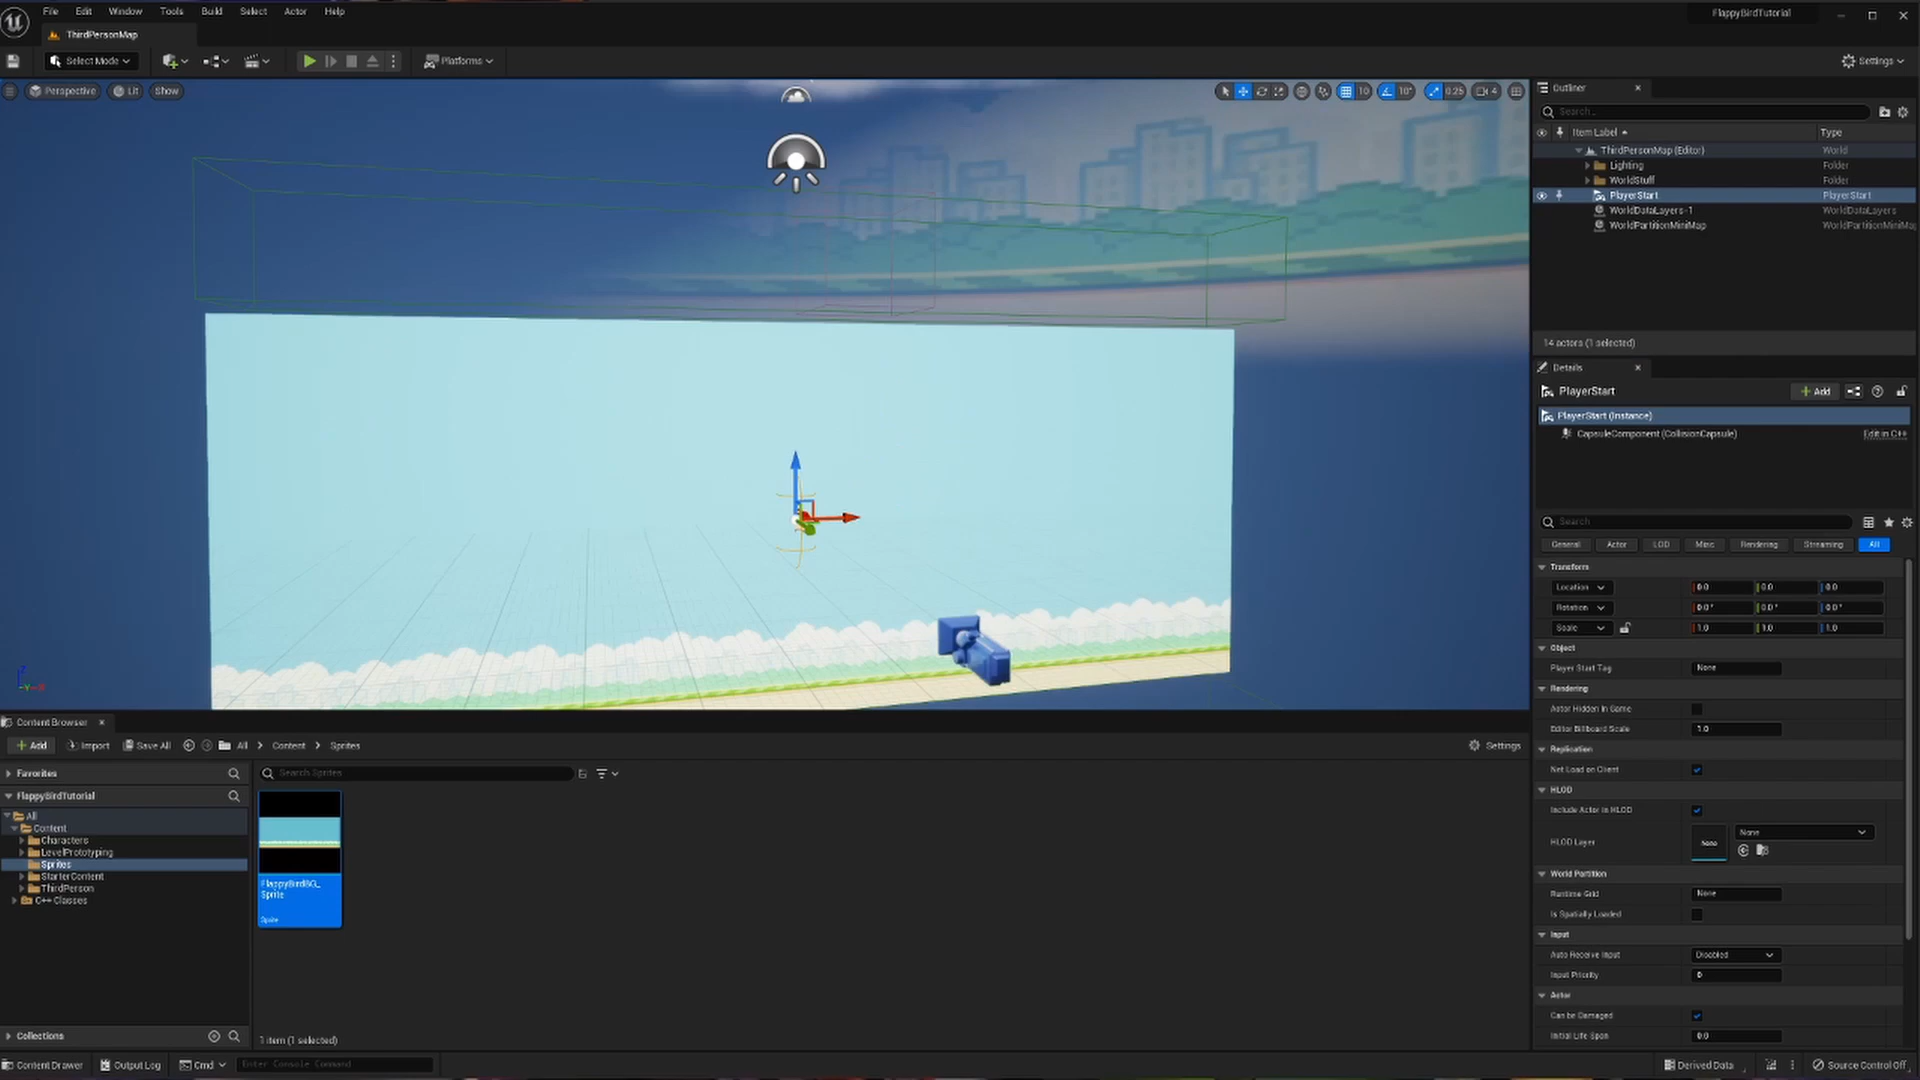 File Edit Window Tools Build Select Actor Help
FlappyBirdTutorial
ThirdPersonMap
Select Mode
Platforms
Settings
Perspective Lit Show
10 10° 0.25 4
Outliner
Search...
Item Label Type
ThirdPersonMap (Editor) World
Lighting Folder
WorldStuff Folder
PlayerStart PlayerStart
WorldDataLayers-1 WorldDataLayers
WorldPartitionMiniMap WorldPartitionMiniMap
14 actors (1 selected)
Details
PlayerStart
Add
PlayerStart (Instance)
CapsuleComponent (CollisionCapsule) Edit in C++
Search
General Actor LOD Misc Rendering Streaming All
Transform
Location 0.0 0.0 0.0
Rotation 0.0° 0.0° 0.0°
Scale 1.0 1.0 1.0
Object
Player Start Tag None
Rendering
Actor Hidden In Game
Editor Billboard Scale 1.0
Replication
Net Load on Client
HLOD
Include Actor in HLOD
HLOD Layer None None
World Partition
Runtime Grid None
Is Spatially Loaded
Input
Auto Receive Input Disabled
Input Priority 0
Actor
Can be Damaged
Initial Life Span 0.0
Content Browser
Add Import Save All All Content Sprites
Settings
Favorites
Search Sprites
FlappyBirdTutorial
All
Content
Characters
LevelPrototyping
Sprites
StarterContent
ThirdPerson
C++ Classes
FlappyBirdBG_
Sprite
Sprite
Collections
1 item (1 selected)
Content Drawer Output Log Cmd Enter Console Command
Derived Data Source Control Off
Z
Y X